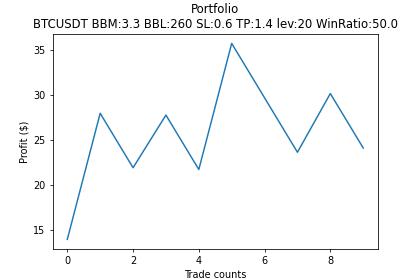 Portfolio
BTCUSDT BBM:3.3 BBL:260 SL:0.6 TP:1.4 lev:20 WinRatio:50.0
35
30
25
20
15
Profit ($)
0
2
4
6
8
Trade counts